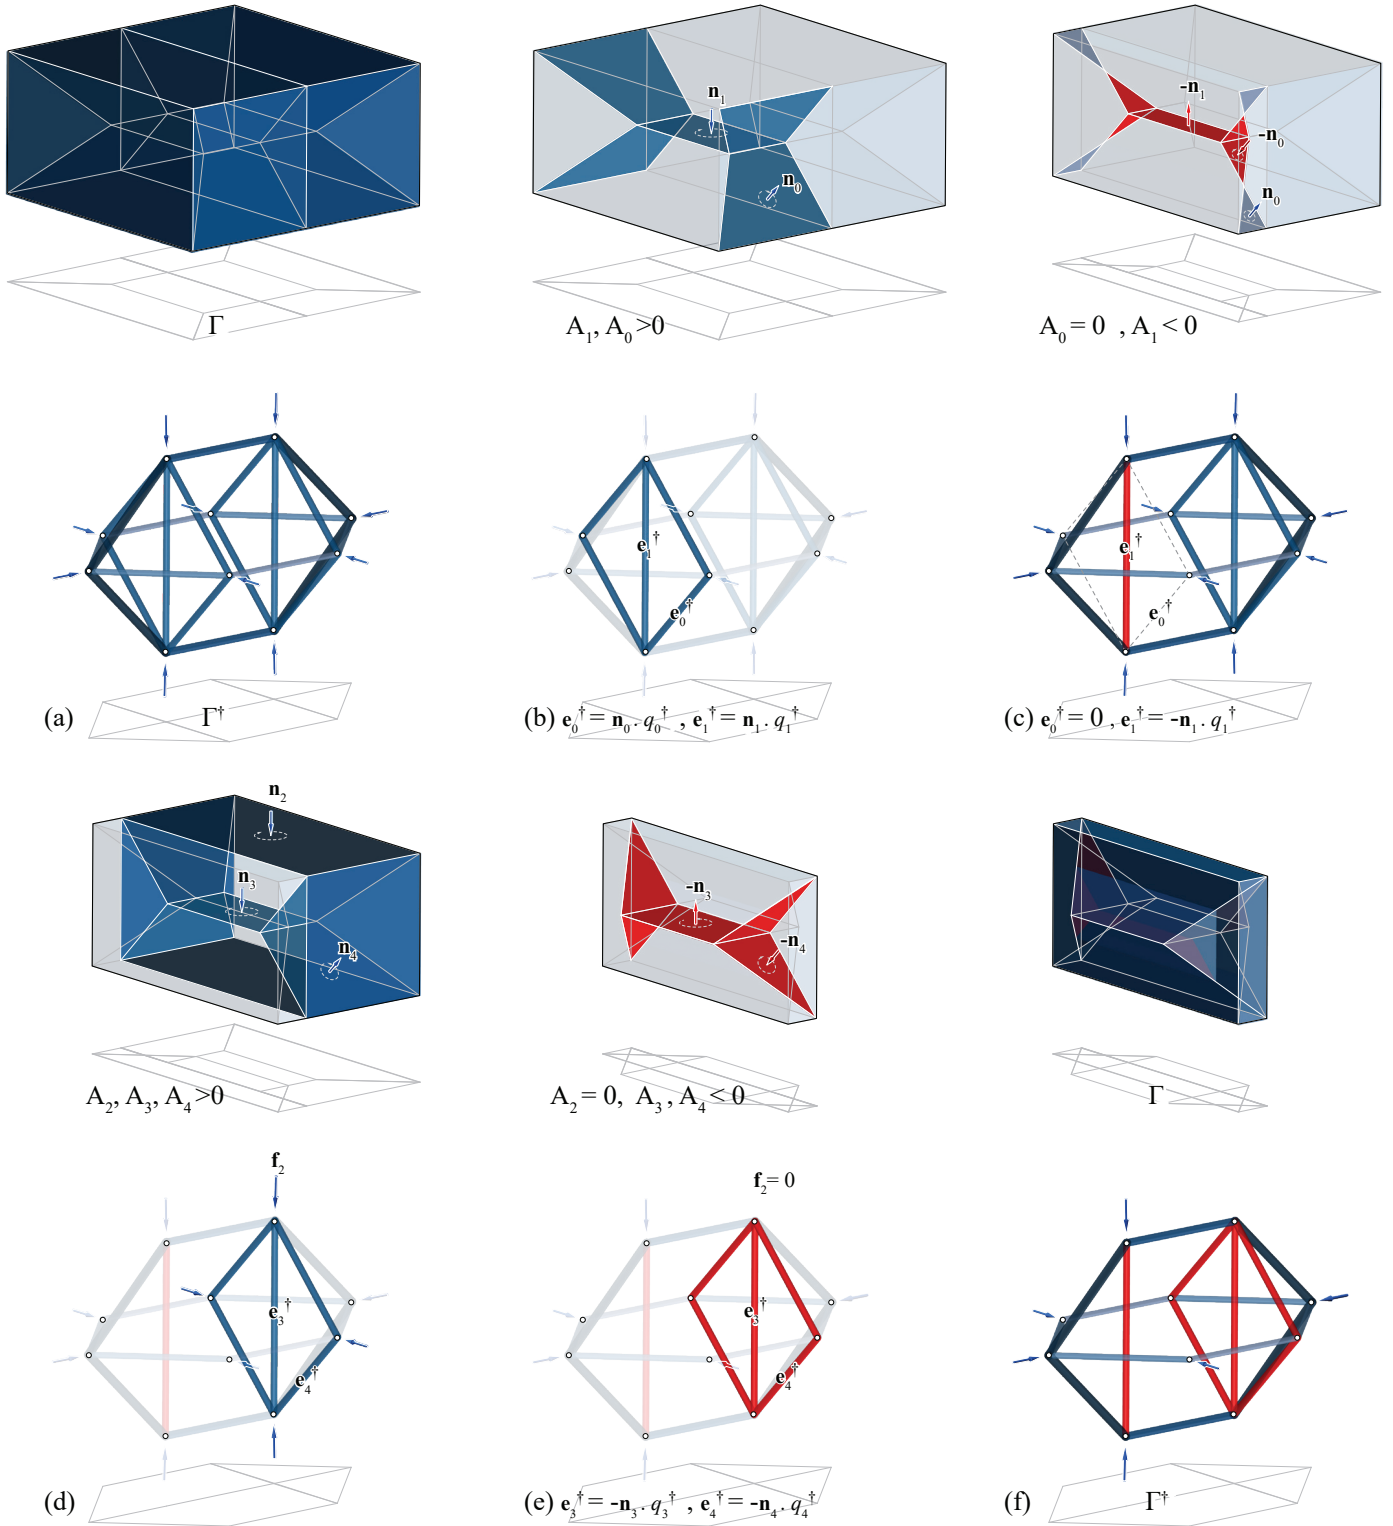 n₁
n₀
-n₁
-n₀
n₀
Γ
A₁, A₀ >0
A₀ = 0 , A₁ < 0
e₁†
e₀†
e₁†
e₀†
(a) Γ†
(b) e₀† = n₀ . q₀† , e₁† = n₁ . q₁†
(c) e₀† = 0 , e₁† = -n₁ . q₁†
n₂
n₃
n₄
-n₃
-n₄
A₂, A₃, A₄ >0
A₂ = 0, A₃ , A₄ < 0
Γ
f₂
f₂ = 0
e₃†
e₄†
e₃†
e₄†
(d)
(e) e₃† = -n₃ . q₃† , e₄† = -n₄ . q₄†
(f) Γ†